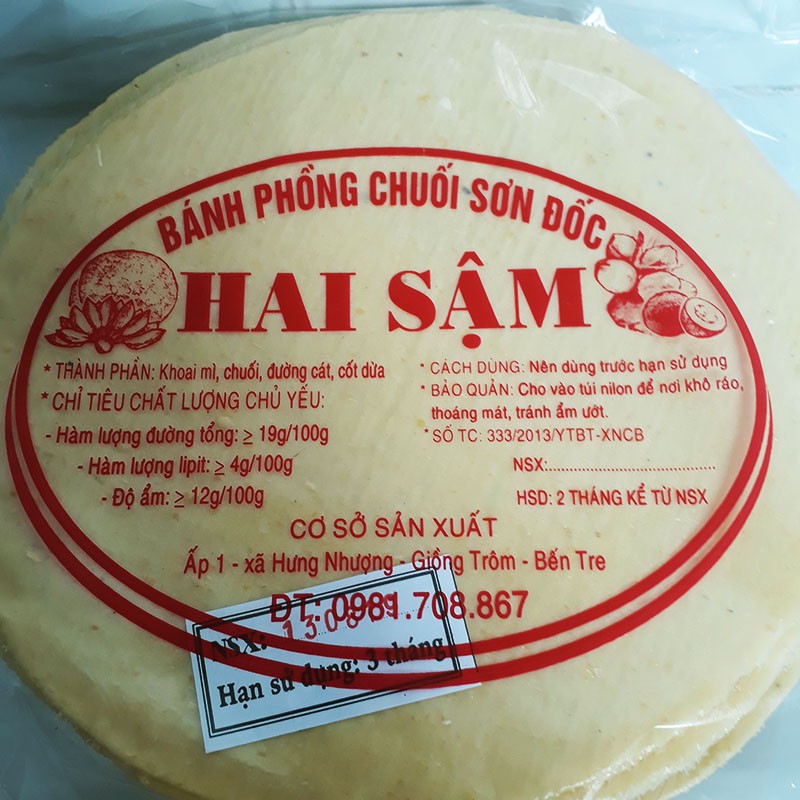 BÁNH PHỒNG CHUỐI SƠN ĐỐC
HAI SẬM
* THÀNH PHẦN: Khoai mì, chuối, đường cát, cốt dừa
* CHỈ TIÊU CHẤT LƯỢNG CHỦ YẾU:
- Hàm lượng đường tổng: ≥ 19g/100g
- Hàm lượng lipit: ≥ 4g/100g
- Độ ẩm: ≥ 12g/100g
* CÁCH DÙNG: Nên dùng trước hạn sử dụng
* BẢO QUẢN: Cho vào túi nilon để nơi khô ráo,
thoáng mát, tránh ẩm ướt.
* SỐ TC: 333/2013/YTBT-XNCB
NSX:........................................
HSD: 2 THÁNG KỂ TỪ NSX
CƠ SỞ SẢN XUẤT
Ấp 1 - xã Hưng Nhượng - Giồng Trôm - Bến Tre
ĐT: 0981.708.867
NSX:
Hạn sử dụng: 3 tháng